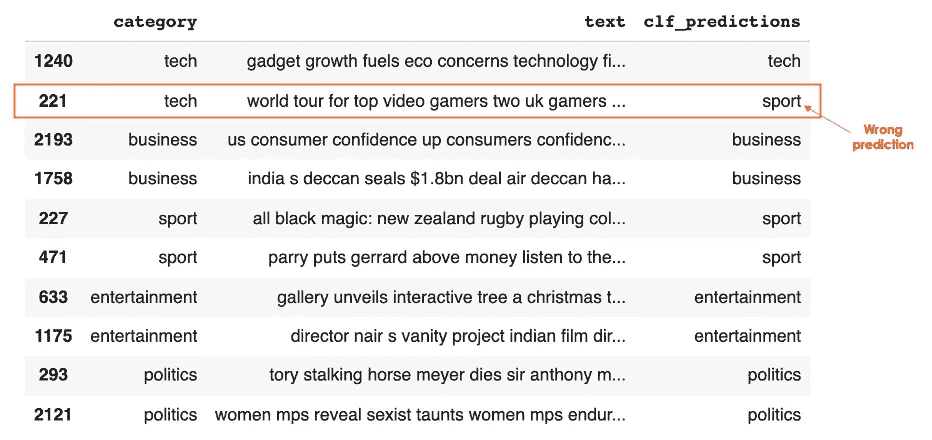 category text clf_predictions
1240 tech gadget growth fuels eco concerns technology fi... tech
221 tech world tour for top video gamers two uk gamers ... sport
Wrong
prediction
2193 business us consumer confidence up consumers confidenc... business
1758 business india s deccan seals $1.8bn deal air deccan ha... business
227 sport all black magic: new zealand rugby playing col... sport
471 sport parry puts gerrard above money listen to the... sport
633 entertainment gallery unveils interactive tree a christmas t... entertainment
1175 entertainment director nair s vanity project indian film dir... entertainment
293 politics tory stalking horse meyer dies sir anthony m... politics
2121 politics women mps reveal sexist taunts women mps endur... politics